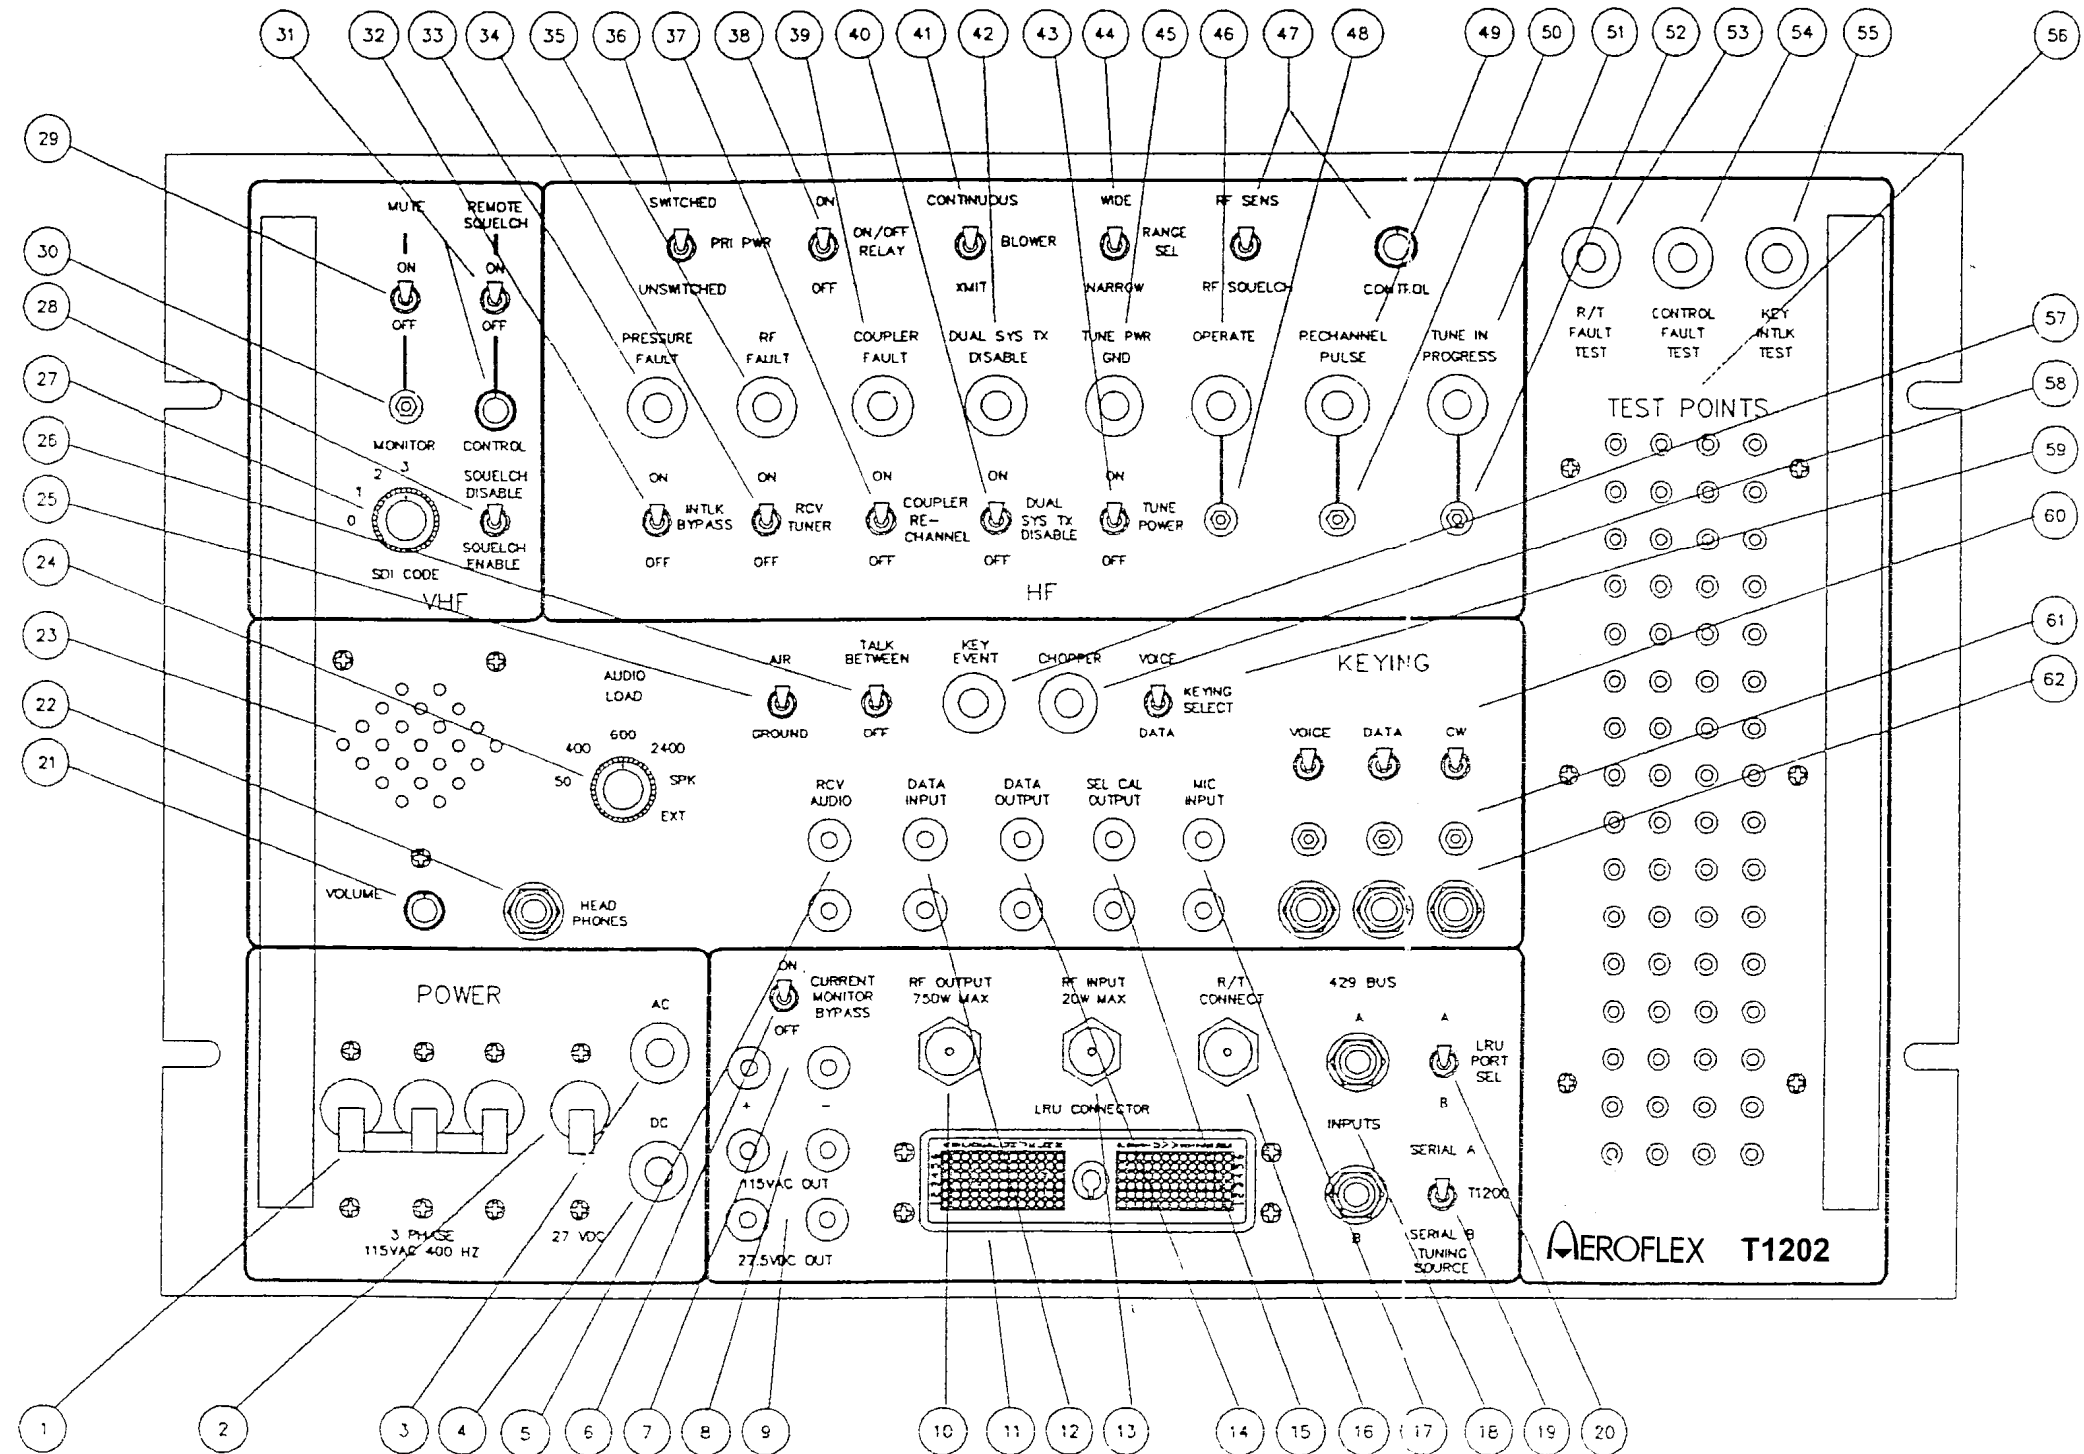 31 32 33 34 35 36 37 38 39 40 41 42 43 44 45 46 47 48 49 50 51 52 53 54 55 56
29
30
28
27
26
25
24
23
22
21
MUTE
ON
OFF
MONITOR
REMOTE
SQUELCH
ON
OFF
CONTROL
3
2
1
0
SDI CODE
SQUELCH
DISABLE
SQUELCH
ENABLE
VHF
SWITCHED
PRI PWR
UNSWITCHED
ON
ON/OFF
RELAY
OFF
CONTINUOUS
BLOWER
XMIT
WIDE
RANGE
SEL
NARROW
RF SENS
RF SQUELCH
CONTROL
PRESSURE
FAULT
RF
FAULT
COUPLER
FAULT
DUAL SYS TX
DISABLE
TUNE PWR
GND
OPERATE
RECHANNEL
PULSE
TUNE IN
PROGRESS
ON
INTLK
BYPASS
OFF
ON
RCV
TUNER
OFF
ON
COUPLER
RE-
CHANNEL
OFF
ON
DUAL
SYS TX
DISABLE
OFF
ON
TUNE
POWER
OFF
HF
R/T
FAULT
TEST
CONTROL
FAULT
TEST
KEY
INTLK
TEST
TEST POINTS
57
58
59
60
61
62
AUDIO
LOAD
600
400
2400
50
SPK
EXT
VOLUME
HEAD
PHONES
AIR
GROUND
TALK
BETWEEN
OFF
KEY
EVENT
CHOPPER
VOICE
KEYING
SELECT
DATA
KEYING
VOICE
DATA
CW
RCV
AUDIO
DATA
INPUT
DATA
OUTPUT
SEL CAL
OUTPUT
MIC
INPUT
POWER
AC
DC
3 PHASE
115VAC 400 HZ
27 VDC
ON
CURRENT
MONITOR
BYPASS
OFF
+
-
115VAC OUT
27.5VDC OUT
RF OUTPUT
750W MAX
RF INPUT
20W MAX
R/T
CONNECT
LRU CONNECTOR
429 BUS
A
INPUTS
B
A
LRU
PORT
SEL
B
SERIAL A
T1200
SERIAL B
TUNING
SOURCE
AEROFLEX T1202
1 2 3 4 5 6 7 8 9 10 11 12 13 14 15 16 17 18 19 20